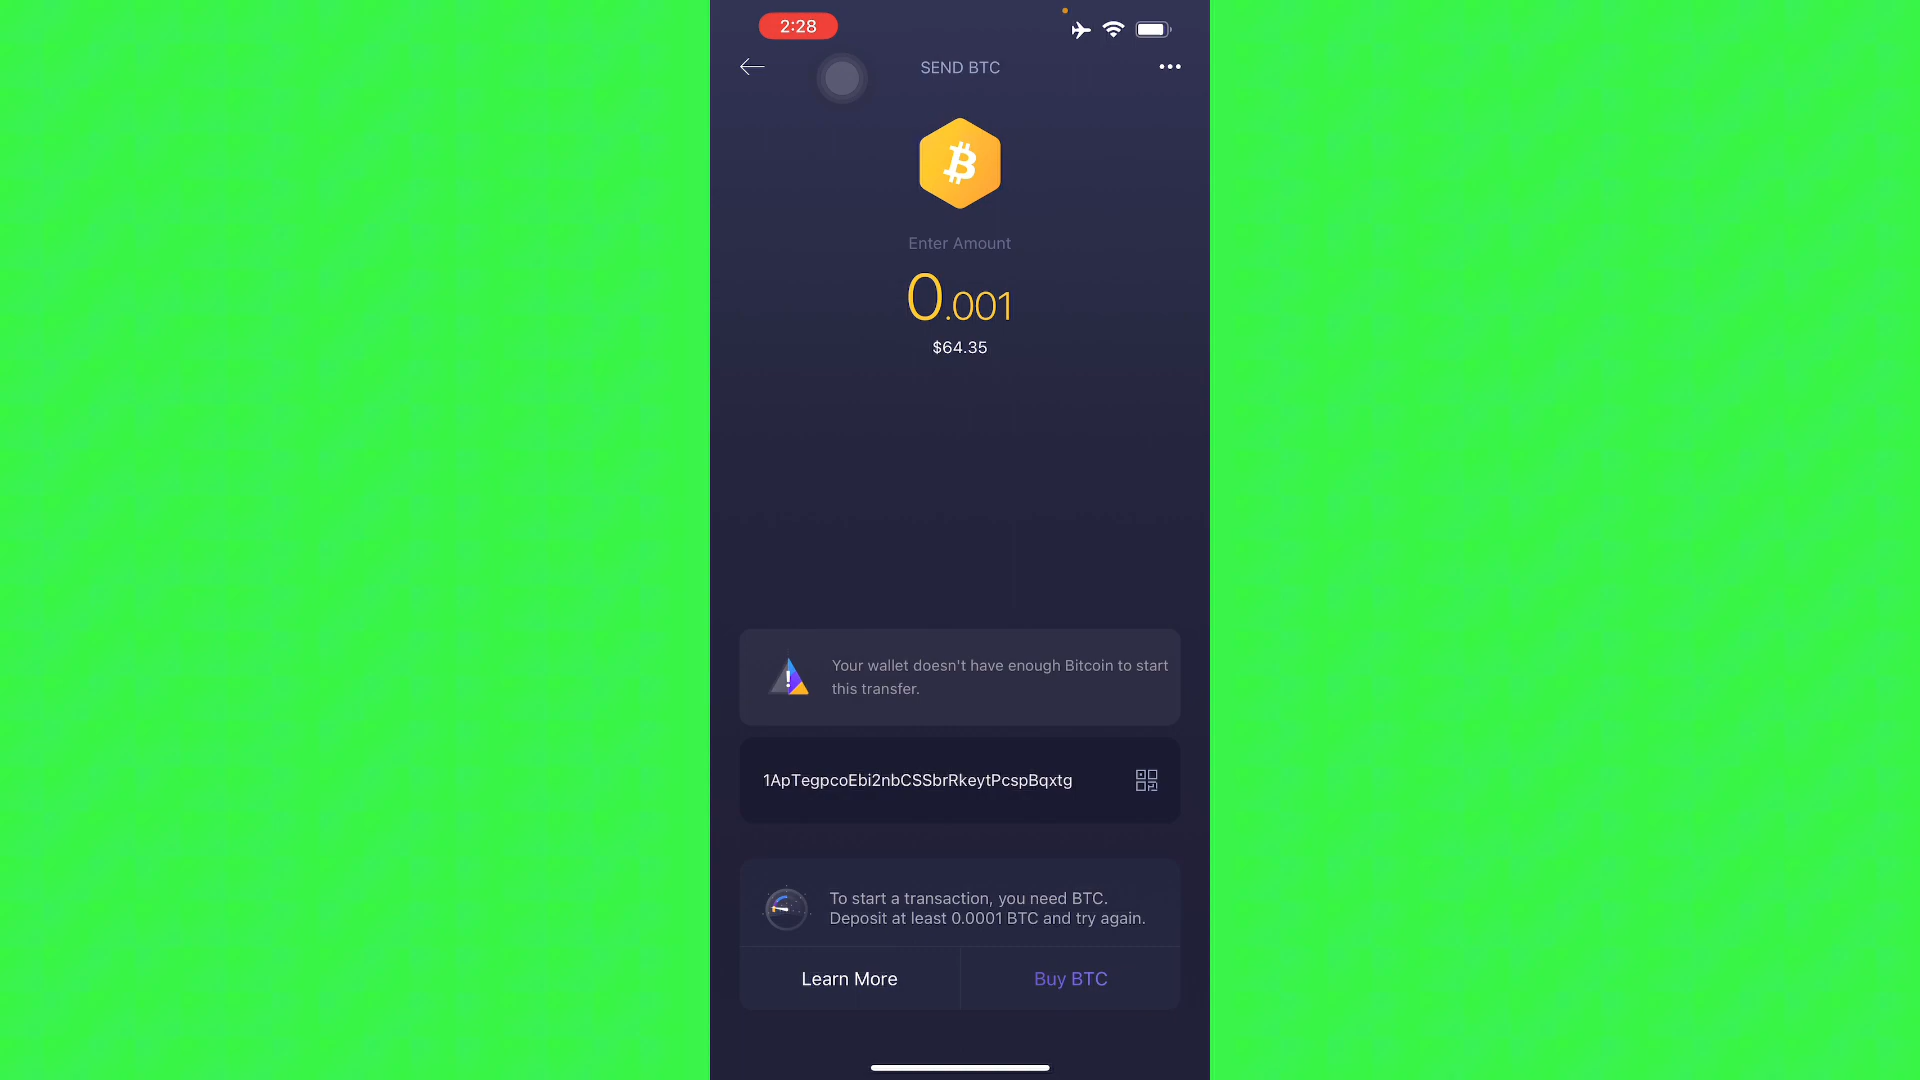 2:28
SEND BTC
Enter Amount
0.001
$64.35
Your wallet doesn't have enough Bitcoin to start
this transfer.
1ApTegpcoEbi2nbCSSbrRkeytPcspBqxtg
To start a transaction, you need BTC.
Deposit at least 0.0001 BTC and try again.
Learn More
Buy BTC